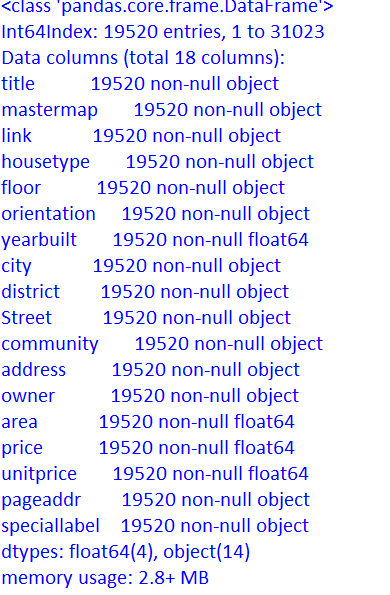 <class 'pandas.core.frame.DataFrame'>
Int64Index: 19520 entries, 1 to 31023
Data columns (total 18 columns):
title 19520 non-null object
mastermap 19520 non-null object
link 19520 non-null object
housetype 19520 non-null object
floor 19520 non-null object
orientation 19520 non-null object
yearbuilt 19520 non-null float64
city 19520 non-null object
district 19520 non-null object
Street 19520 non-null object
community 19520 non-null object
address 19520 non-null object
owner 19520 non-null object
area 19520 non-null float64
price 19520 non-null float64
unitprice 19520 non-null float64
pageaddr 19520 non-null object
speciallabel 19520 non-null object
dtypes: float64(4), object(14)
memory usage: 2.8+ MB